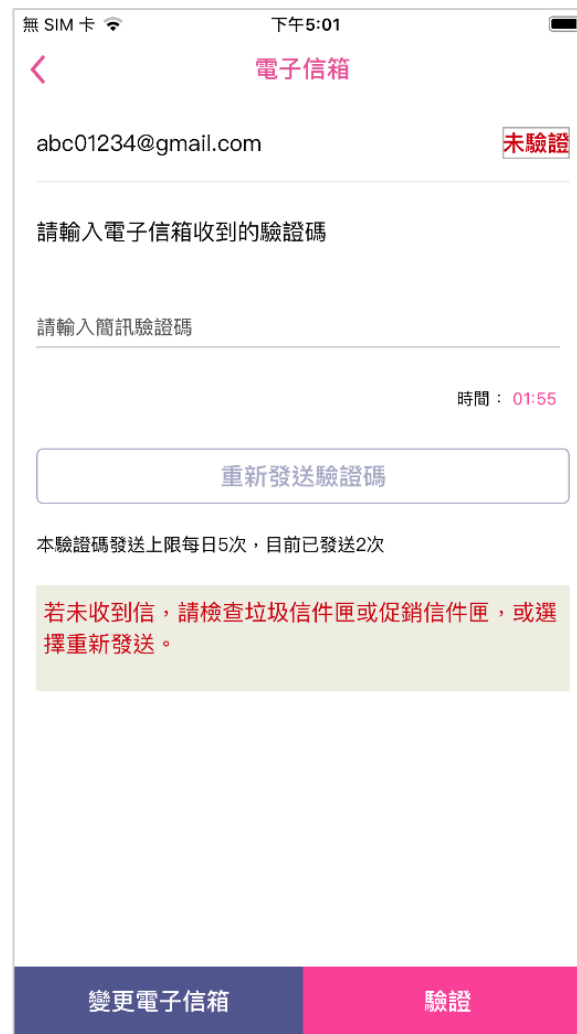 無 SIM 卡 下午5:01
電子信箱
abc01234@gmail.com 未驗證
請輸入電子信箱收到的驗證碼
請輸入簡訊驗證碼
時間： 01:55
重新發送驗證碼
本驗證碼發送上限每日5次，目前已發送2次
若未收到信，請檢查垃圾信件匣或促銷信件匣，或選
擇重新發送。
變更電子信箱 驗證